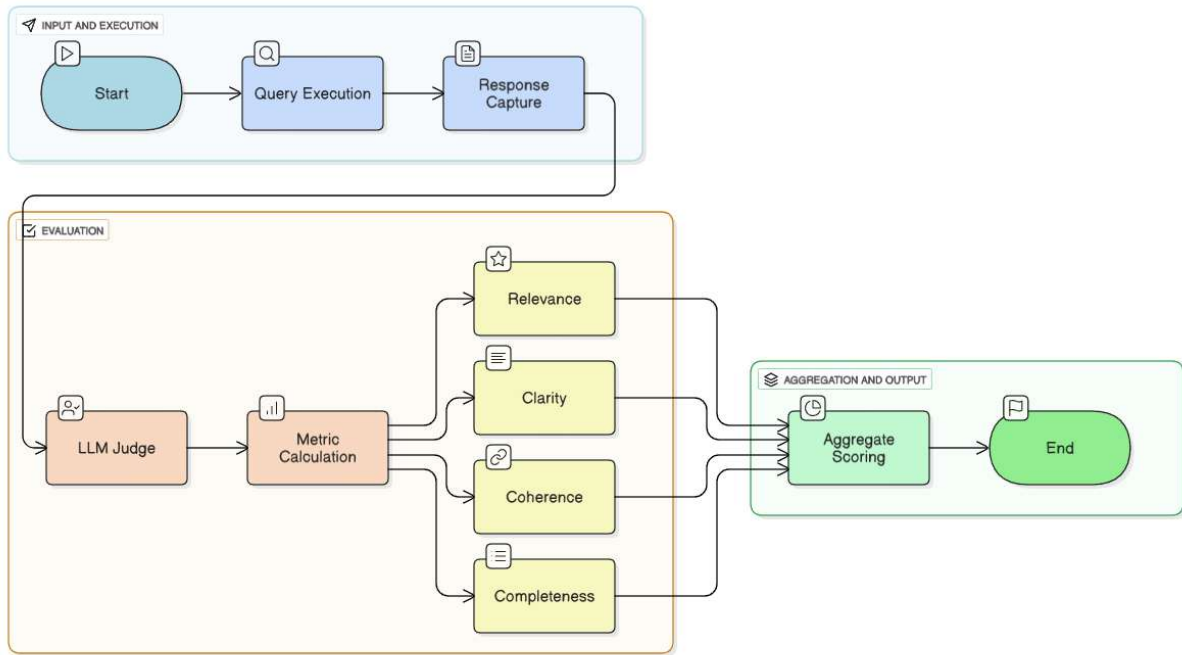 INPUT AND EXECUTION
Start
Query Execution
Response
Capture
EVALUATION
Relevance
Clarity
LLM Judge
Metric
Calculation
Coherence
Completeness
AGGREGATION AND OUTPUT
Aggregate
Scoring
End